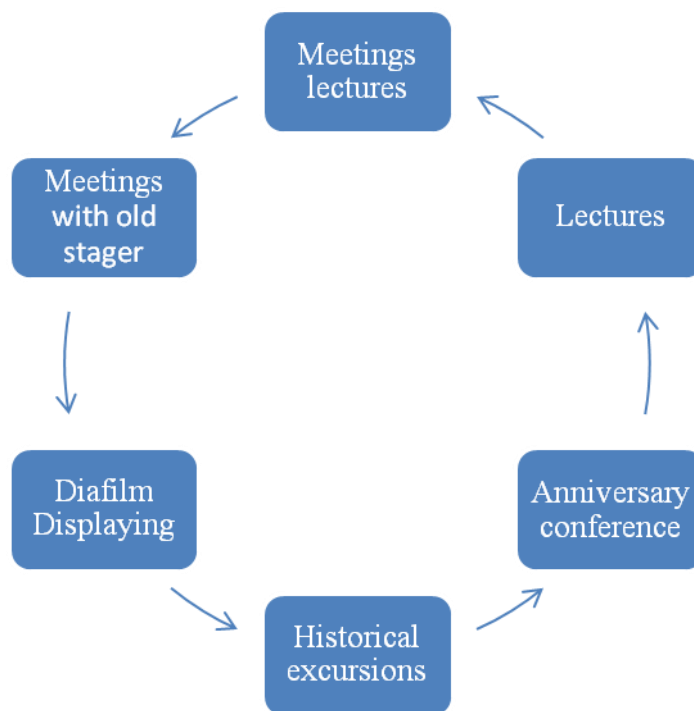 Meetings
lectures
Meetings
with old
stager
Lectures
Diafilm
Displaying
Anniversary
conference
Historical
excursions